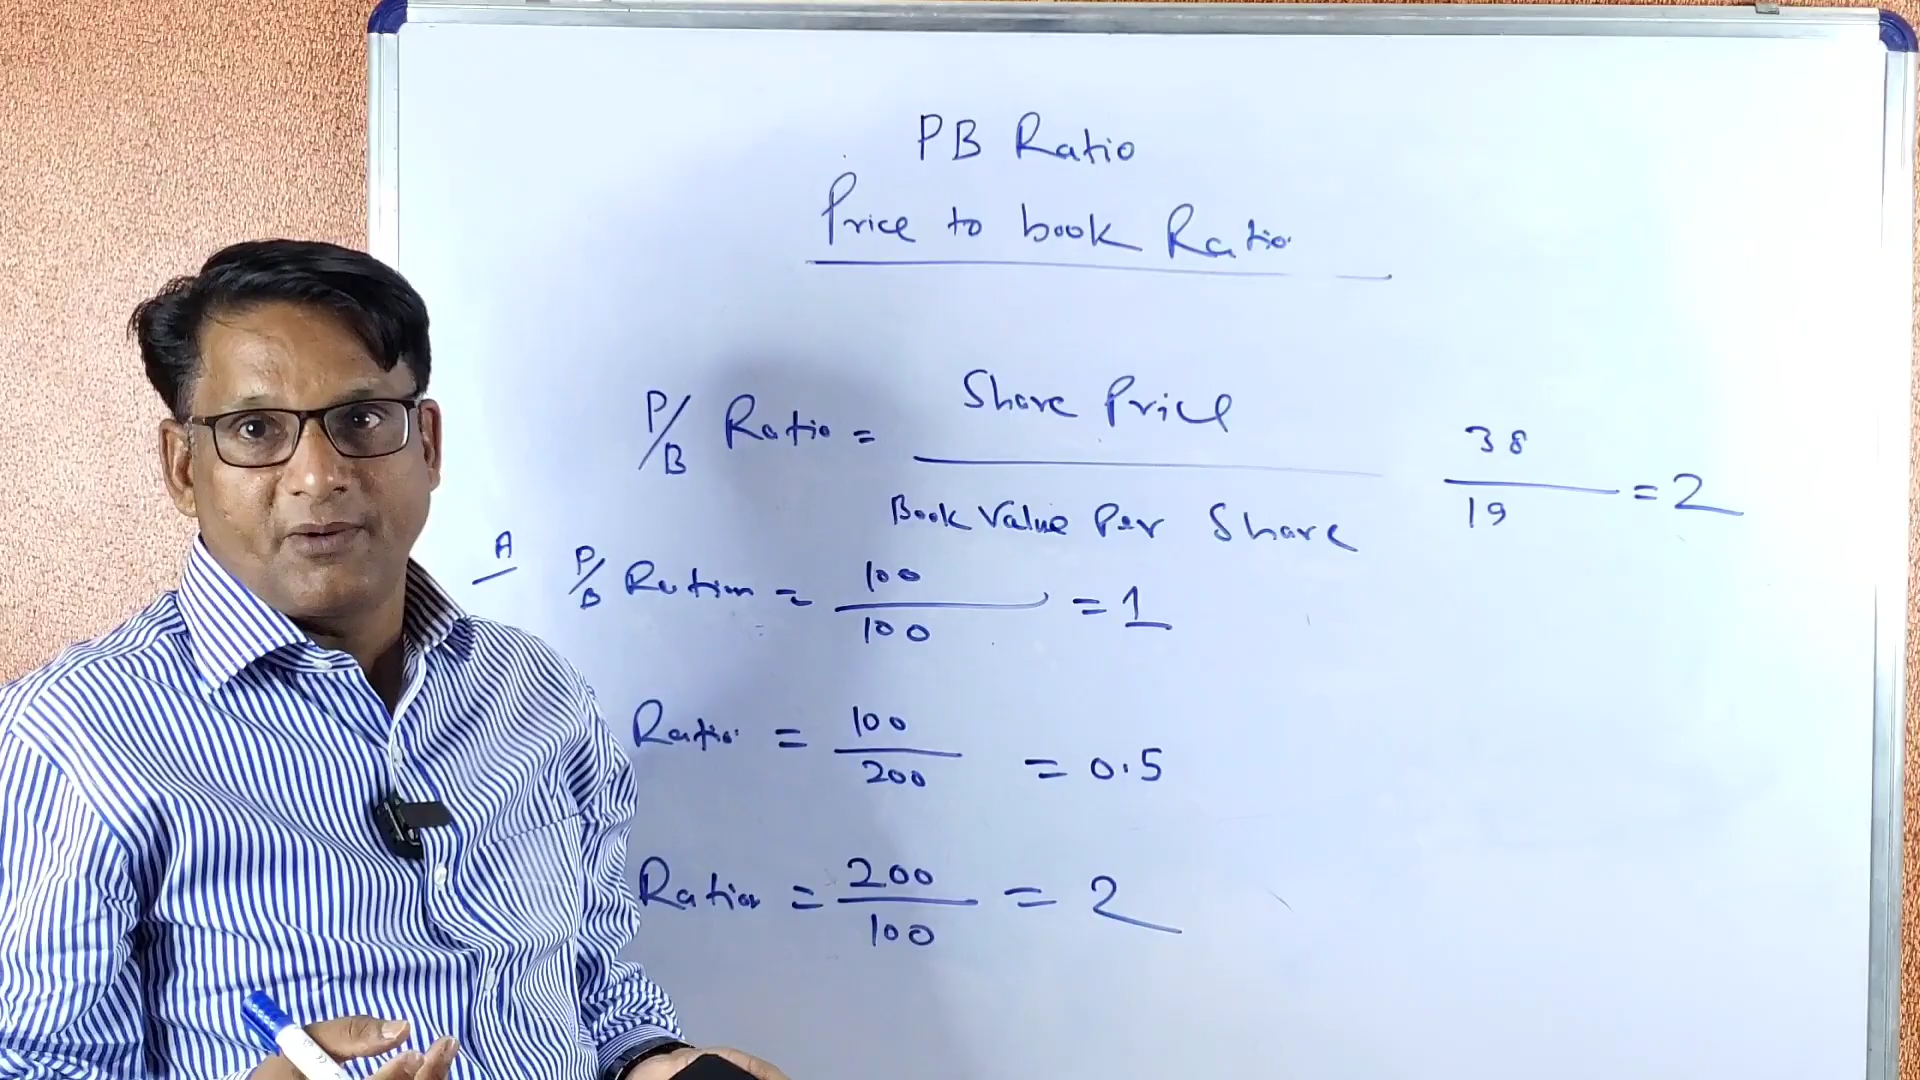 PB Ratio
Price to book Ratio
P/B Ratio = Share Price / Book Value Per Share
38 / 19 = 2
A P/B Ration = 100 / 100 = 1
Ratio = 100 / 200 = 0.5
Ratio = 200 / 100 = 2